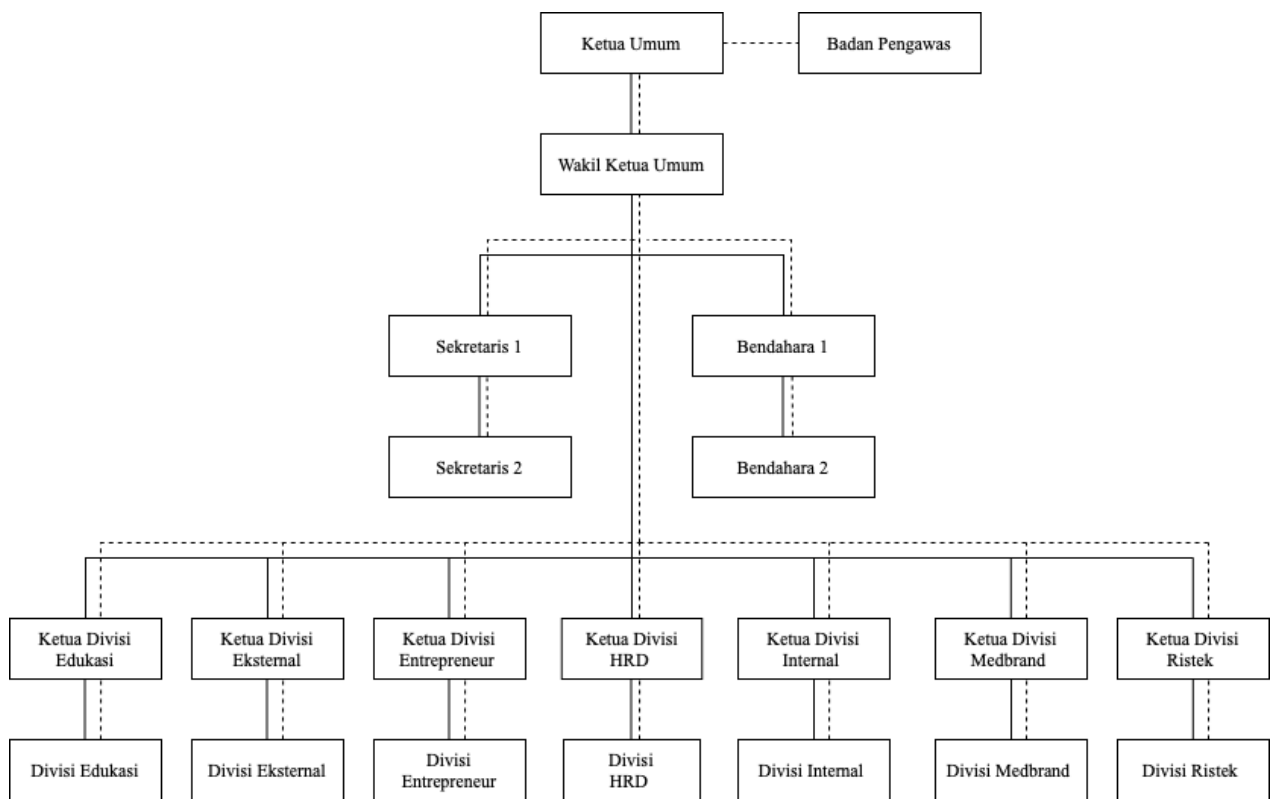 Ketua Umum
Badan Pengawas
Wakil Ketua Umum
Sekretaris 1
Bendahara 1
Sekretaris 2
Bendahara 2
Ketua Divisi
Edukasi
Ketua Divisi
Eksternal
Ketua Divisi
Entrepreneur
Ketua Divisi
HRD
Ketua Divisi
Internal
Ketua Divisi
Medbrand
Ketua Divisi
Ristek
Divisi Edukasi
Divisi Eksternal
Divisi
Entrepreneur
Divisi
HRD
Divisi Internal
Divisi Medbrand
Divisi Ristek